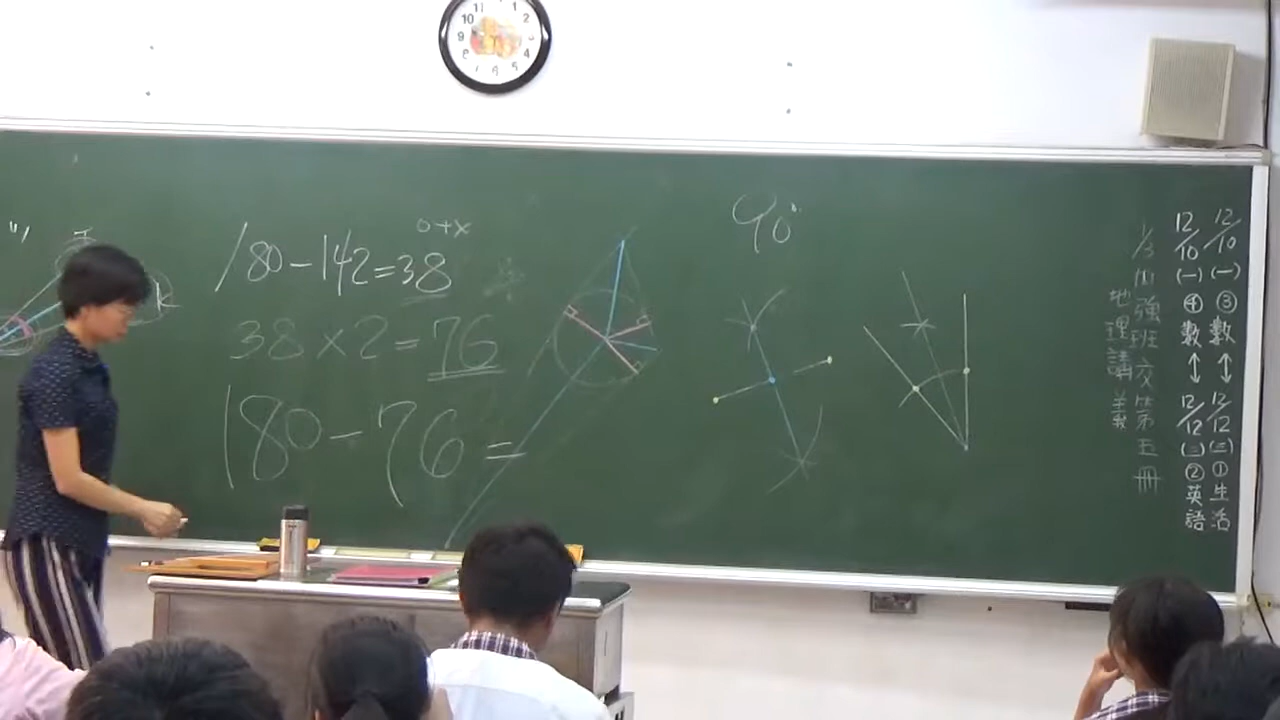 180-142=38
o+x
38×2=76
180-76=
90°
k
12/10(一)③數↔12/12(三)①生活
12/10(一)④數↔12/12(三)②英語
1/3加強班交第五冊
地理講義